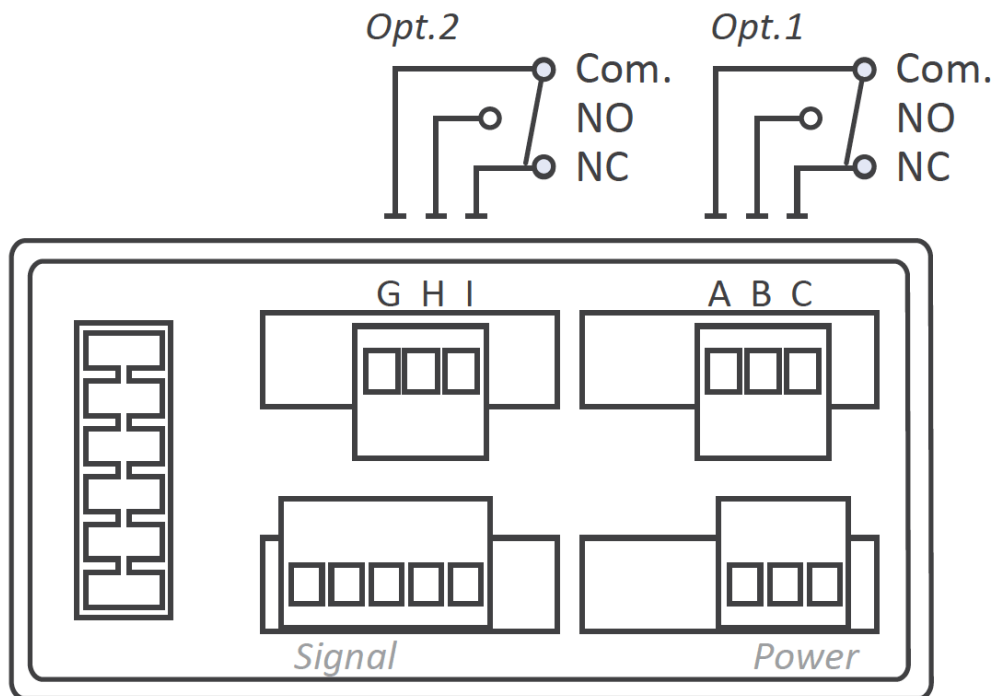 Opt.2 Opt.1
Com. Com.
NO NO
NC NC
G H I A B C
Signal Power